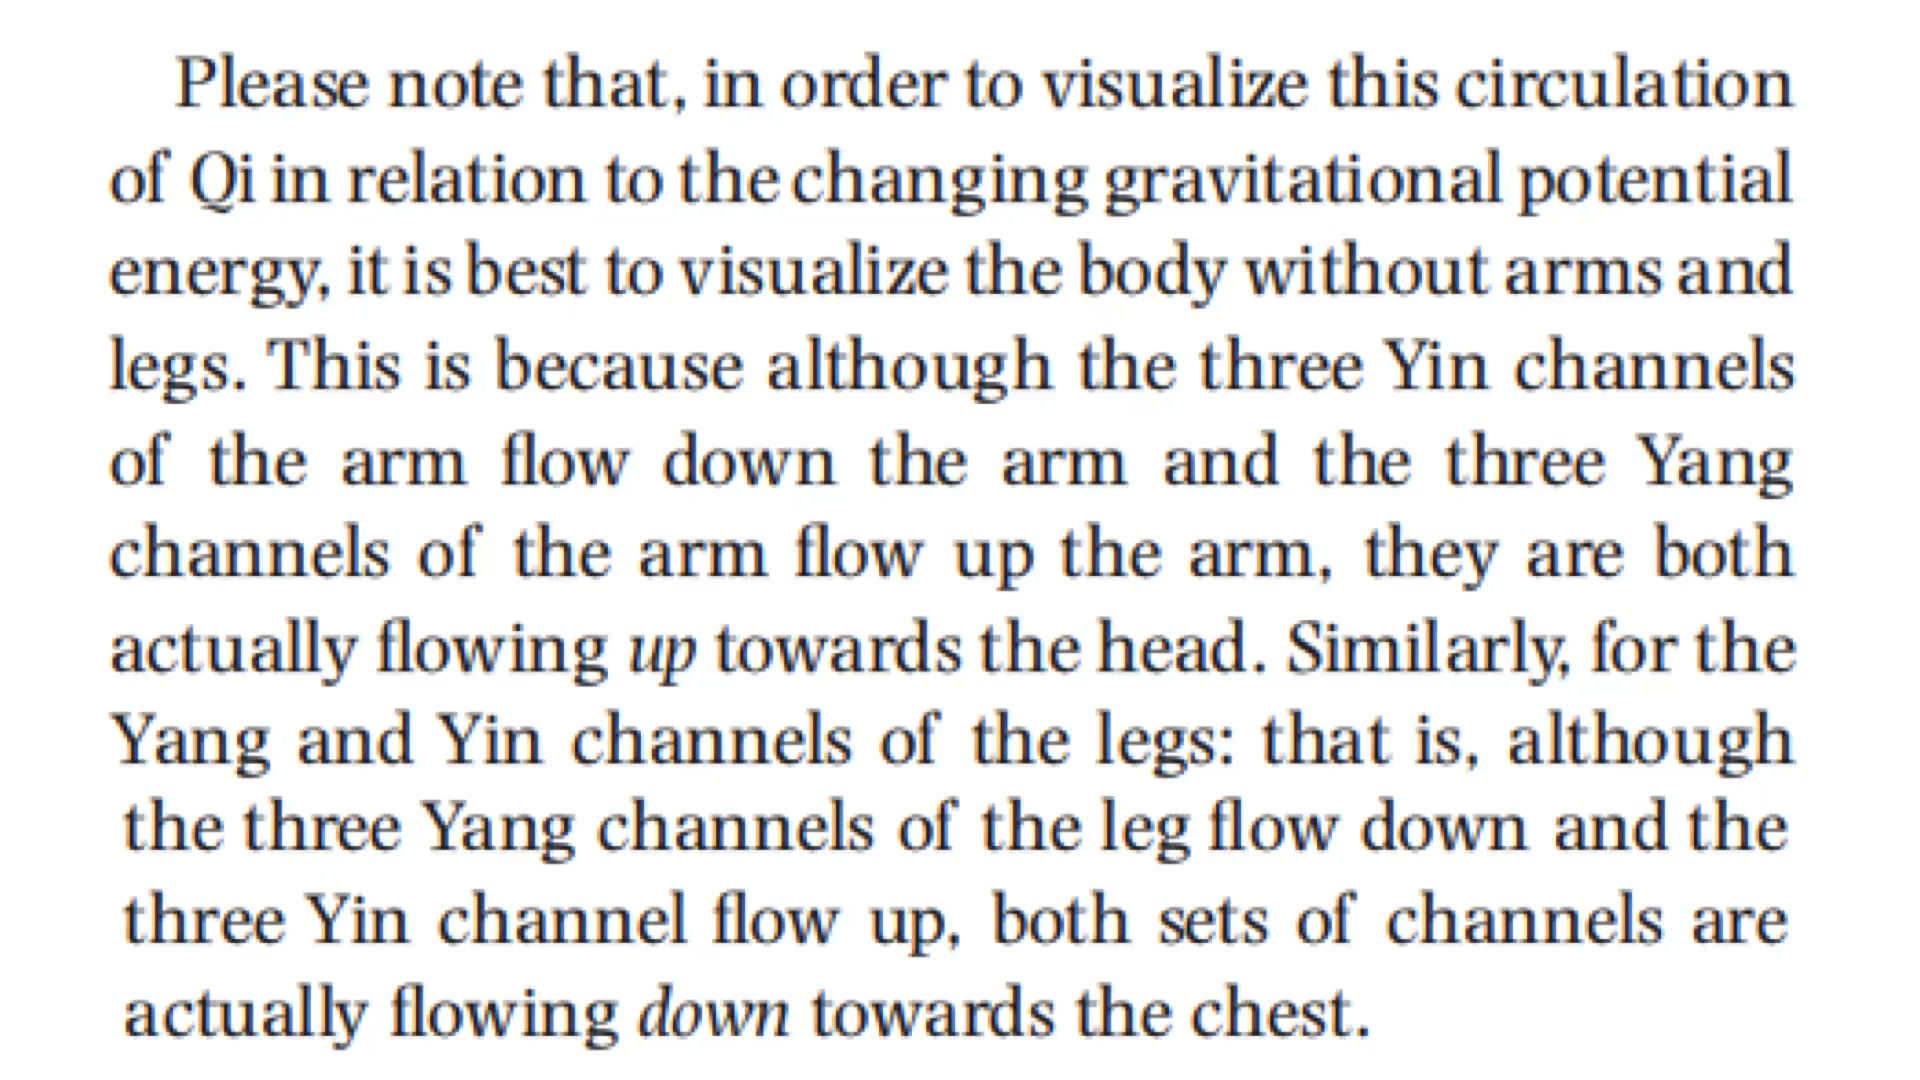 Please note that, in order to visualize this circulation
of Qi in relation to the changing gravitational potential
energy, it is best to visualize the body without arms and
legs. This is because although the three Yin channels
of the arm flow down the arm and the three Yang
channels of the arm flow up the arm, they are both
actually flowing up towards the head. Similarly, for the
Yang and Yin channels of the legs: that is, although
the three Yang channels of the leg flow down and the
three Yin channel flow up, both sets of channels are
actually flowing down towards the chest.